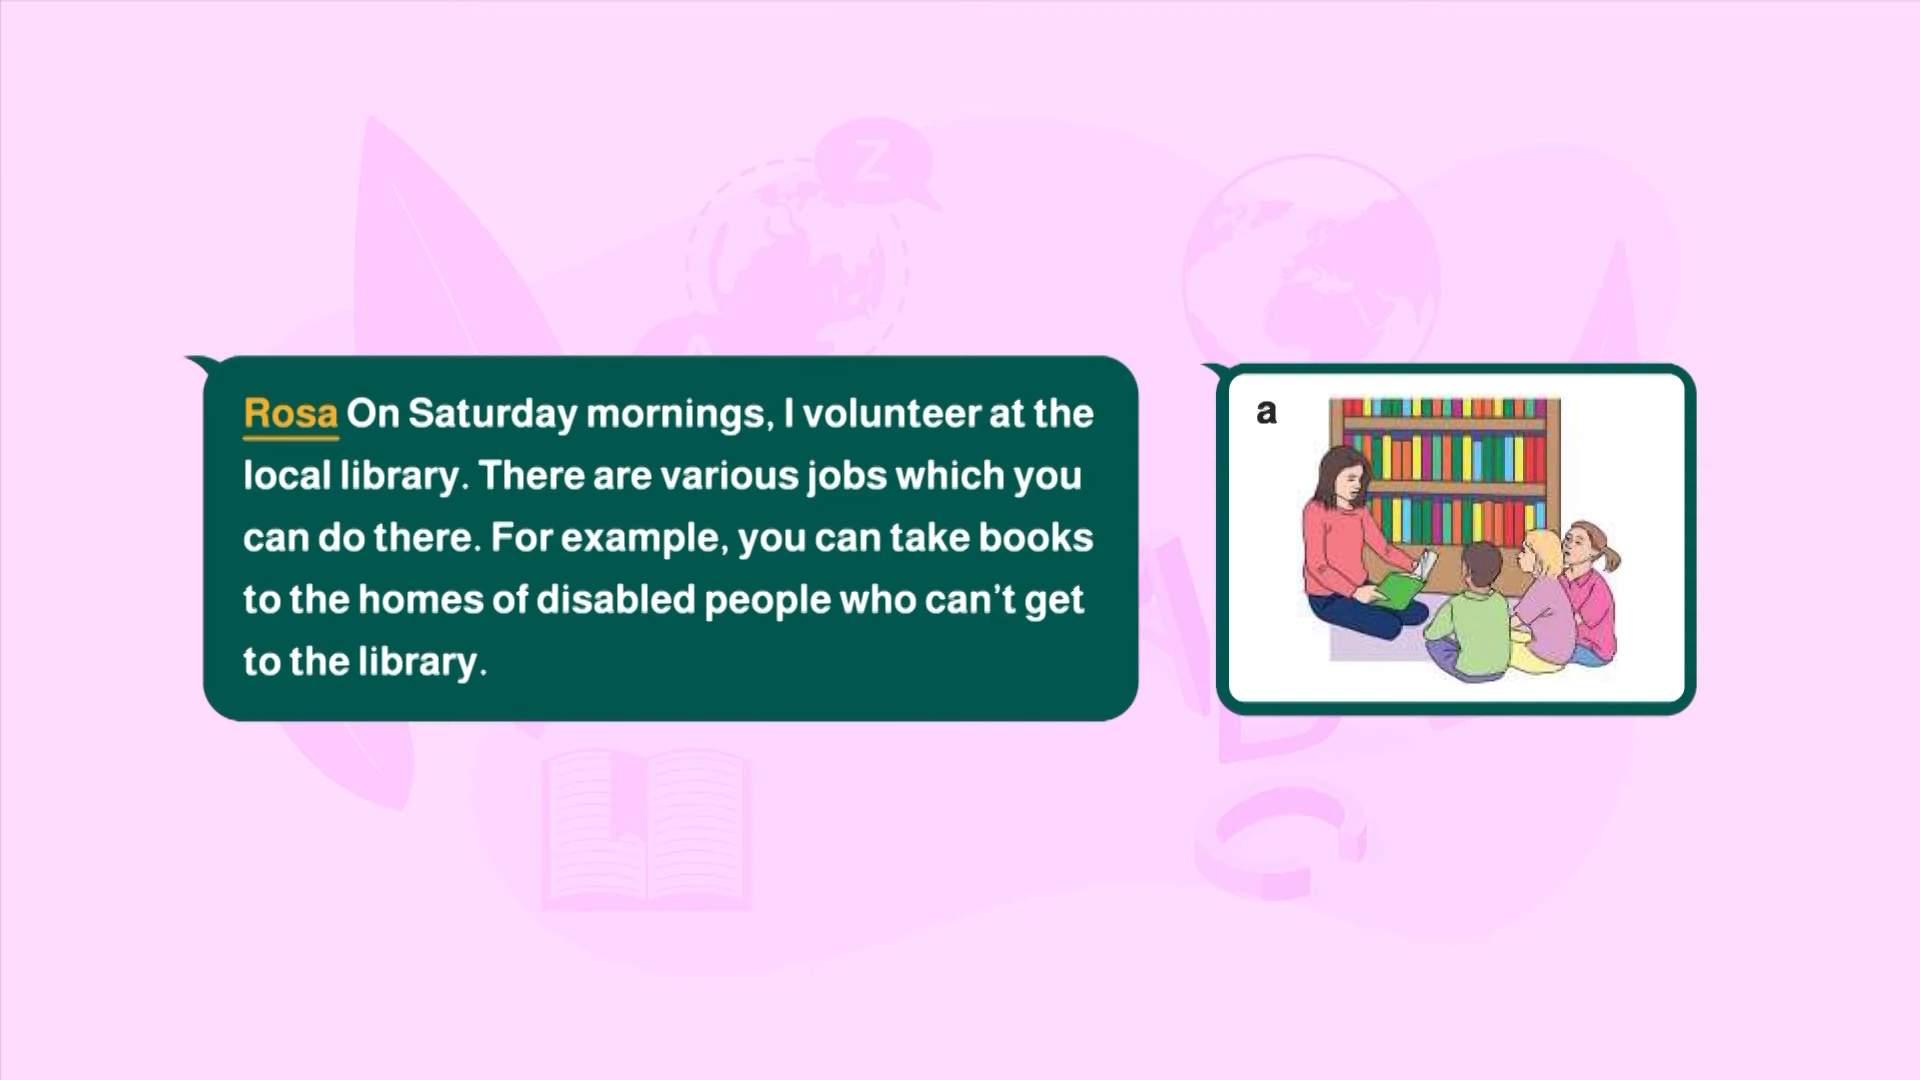 Rosa On Saturday mornings, I volunteer at the
local library. There are various jobs which you
can do there. For example, you can take books
to the homes of disabled people who can't get
to the library.
a
Z
A